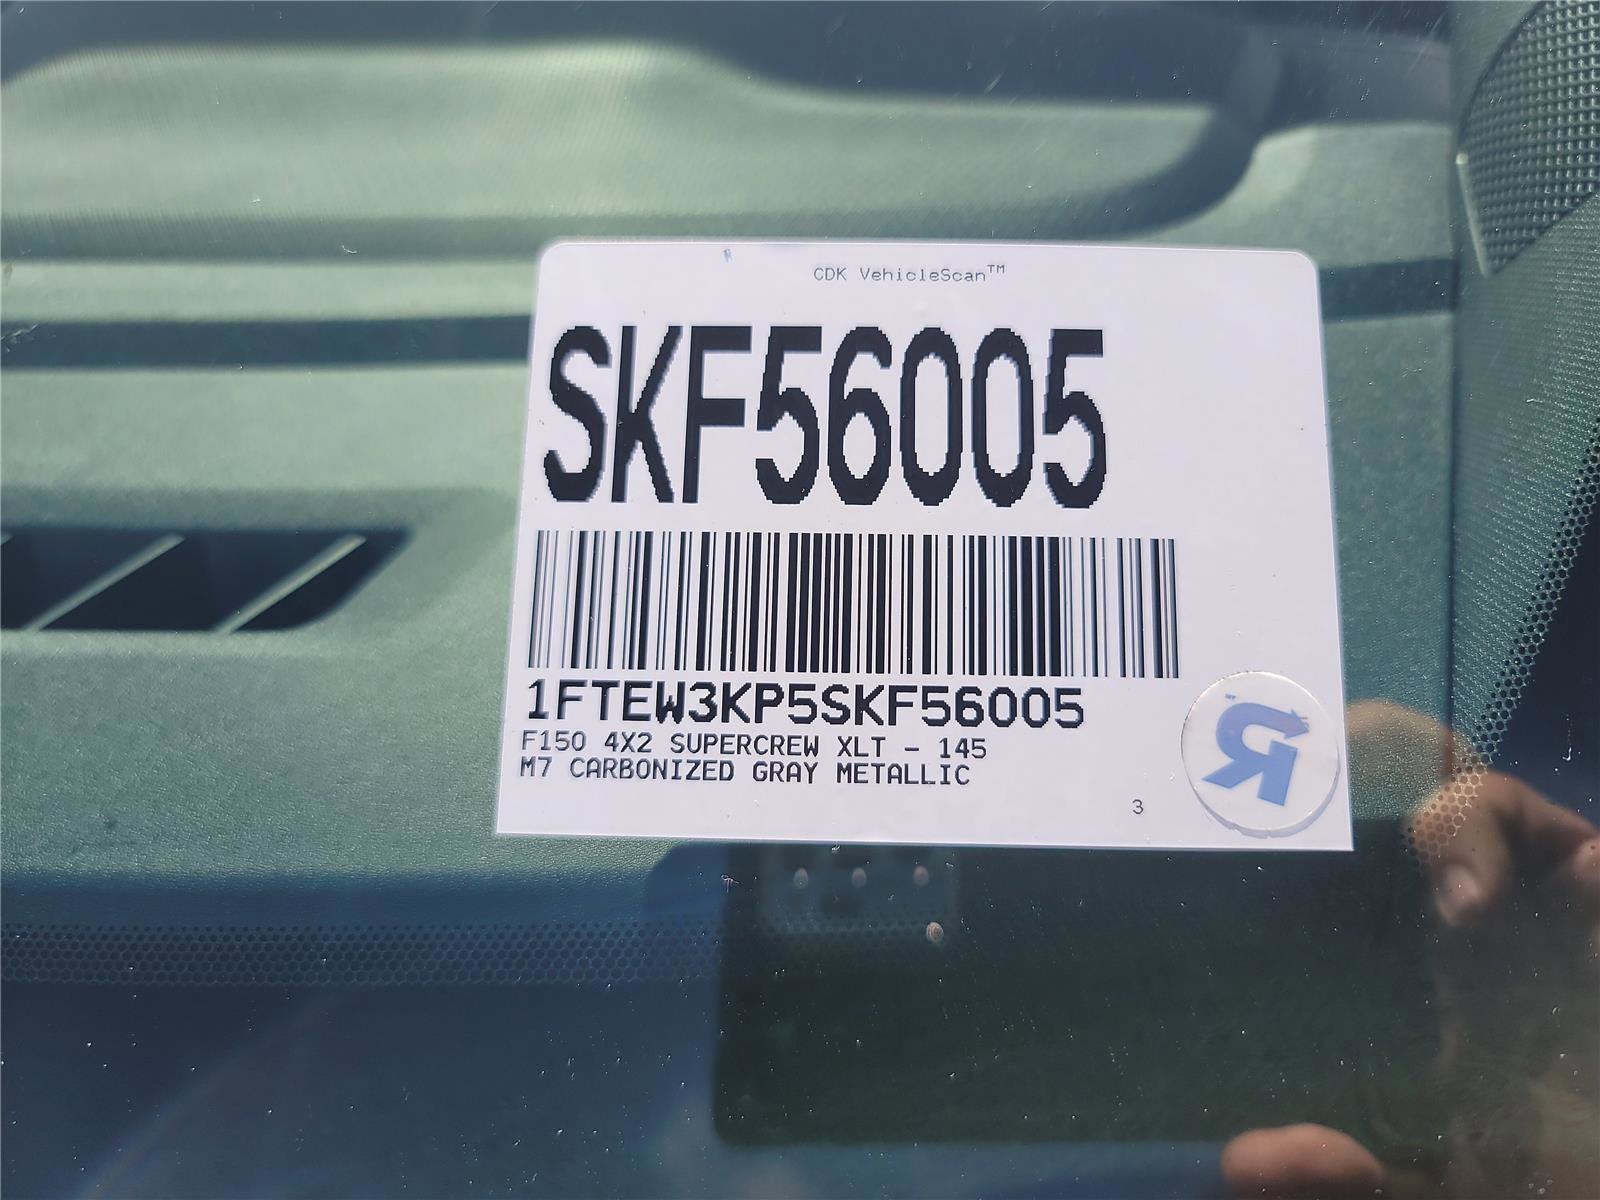 CDK VehicleScan™
SKF56005
1FTEW3KP5SKF56005
F150 4X2 SUPERCREW XLT - 145
M7 CARBONIZED GRAY METALLIC
3